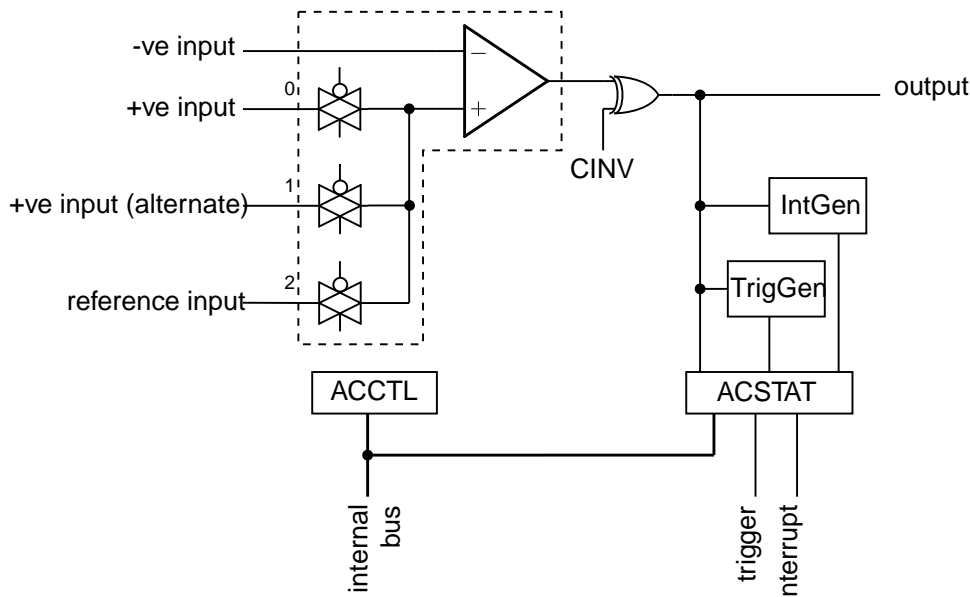 -ve input
−
0
+ve input
+
output
CINV
1
+ve input (alternate)
IntGen
2
reference input
TrigGen
ACCTL
ACSTAT
internal
bus
trigger
nterrupt